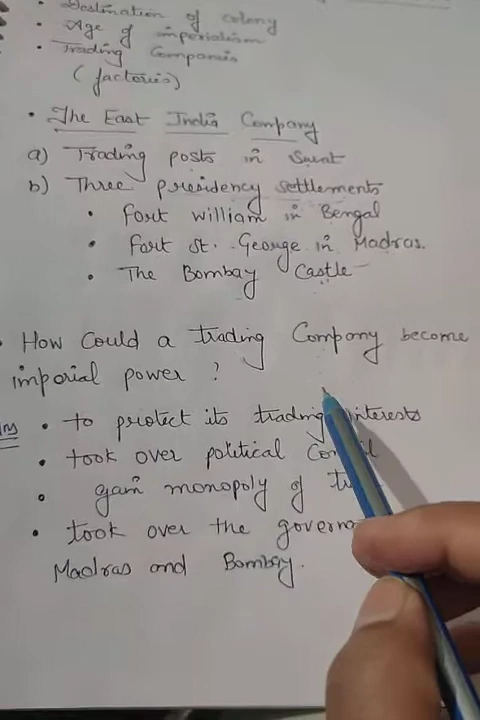 • Destination of colony
• Age of imperialism
• Trading Companies
(factories)
• The East India Company
a) Trading posts in Surat
b) Three presidency settlements
• Fort william in Bengal
• Fort St. George in Madras.
• The Bombay Castle
• How Could a trading Company become
imporial power ?
Ans • to protect its trading interests
• took over political
• gain monopoly of
• took over the
Madras and Bombay.